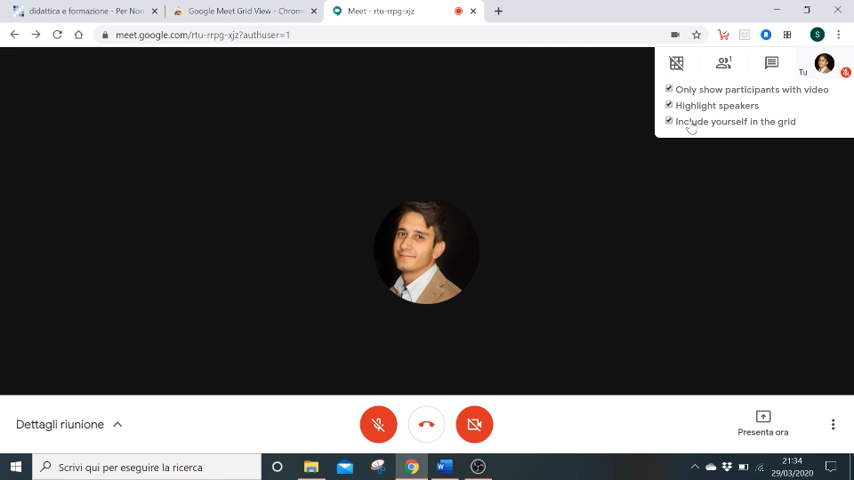 didattica e formazione - Per Non
Google Meet Grid View - Chrom
Meet - rtu-rrpg-xjz
meet.google.com/rtu-rrpg-xjz?authuser=1
S
1
Tu
Only show participants with video
Highlight speakers
Include yourself in the grid
Dettagli riunione
Presenta ora
Scrivi qui per eseguire la ricerca
21:34
29/03/2020